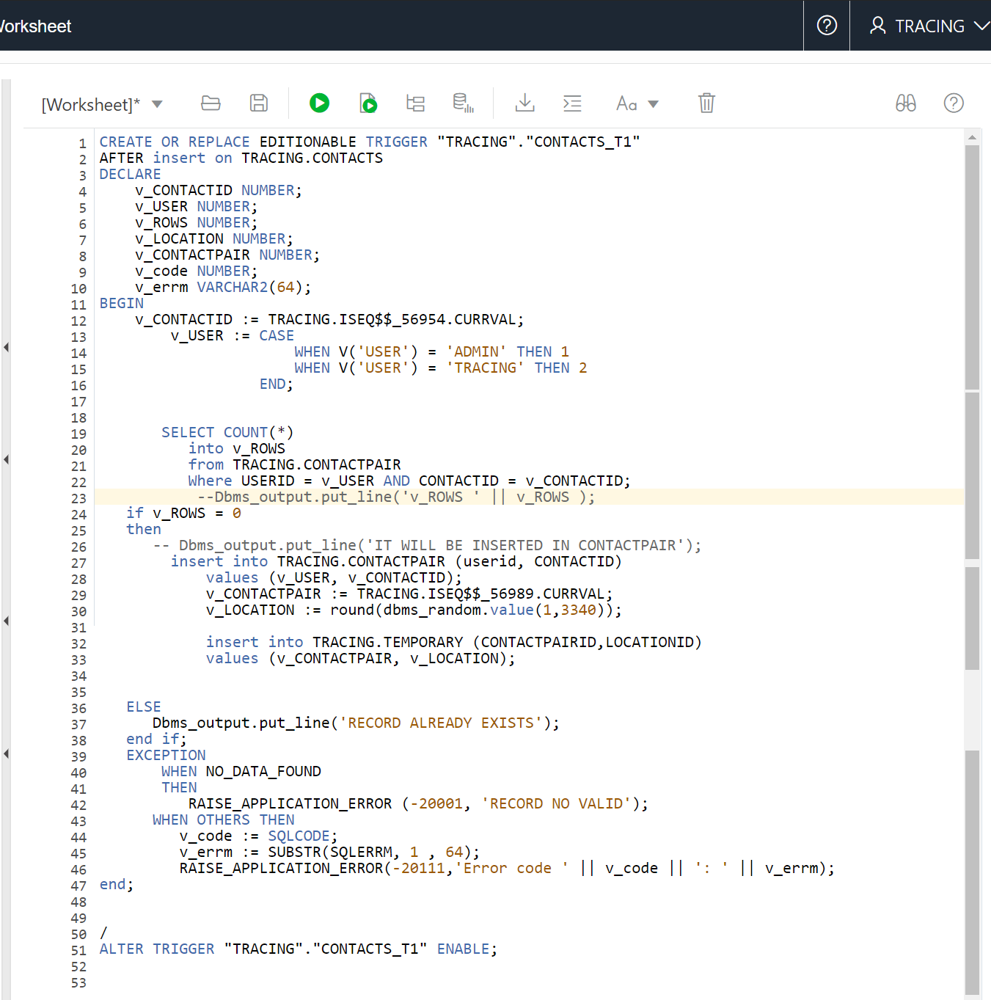 orksheet
TRACING
[Worksheet]*
Aa
1 CREATE OR REPLACE EDITIONABLE TRIGGER "TRACING"."CONTACTS_T1"
2 AFTER insert on TRACING.CONTACTS
3 DECLARE
4 v_CONTACTID NUMBER;
5 v_USER NUMBER;
6 v_ROWS NUMBER;
7 v_LOCATION NUMBER;
8 v_CONTACTPAIR NUMBER;
9 v_code NUMBER;
10 v_errm VARCHAR2(64);
11 BEGIN
12 v_CONTACTID := TRACING.ISEQ$$_56954.CURRVAL;
13 v_USER := CASE
14 WHEN V('USER') = 'ADMIN' THEN 1
15 WHEN V('USER') = 'TRACING' THEN 2
16 END;
17
18
19 SELECT COUNT(*)
20 into v_ROWS
21 from TRACING.CONTACTPAIR
22 Where USERID = v_USER AND CONTACTID = v_CONTACTID;
23 --Dbms_output.put_line('v_ROWS ' || v_ROWS );
24 if v_ROWS = 0
25 then
26 -- Dbms_output.put_line('IT WILL BE INSERTED IN CONTACTPAIR');
27 insert into TRACING.CONTACTPAIR (userid, CONTACTID)
28 values (v_USER, v_CONTACTID);
29 v_CONTACTPAIR := TRACING.ISEQ$$_56989.CURRVAL;
30 v_LOCATION := round(dbms_random.value(1,3340));
31
32 insert into TRACING.TEMPORARY (CONTACTPAIRID,LOCATIONID)
33 values (v_CONTACTPAIR, v_LOCATION);
34
35
36 ELSE
37 Dbms_output.put_line('RECORD ALREADY EXISTS');
38 end if;
39 EXCEPTION
40 WHEN NO_DATA_FOUND
41 THEN
42 RAISE_APPLICATION_ERROR (-20001, 'RECORD NO VALID');
43 WHEN OTHERS THEN
44 v_code := SQLCODE;
45 v_errm := SUBSTR(SQLERRM, 1 , 64);
46 RAISE_APPLICATION_ERROR(-20111,'Error code ' || v_code || ': ' || v_errm);
47 end;
48
49
50 /
51 ALTER TRIGGER "TRACING"."CONTACTS_T1" ENABLE;
52
53